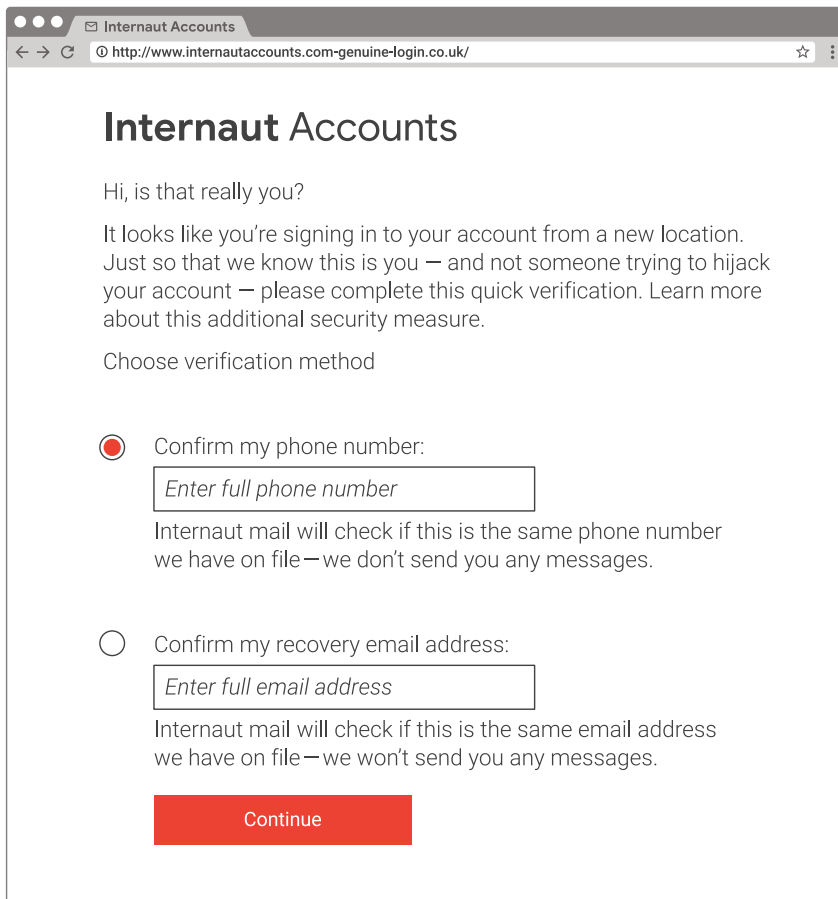 Internaut Accounts
http://www.internautaccounts.com-genuine-login.co.uk/
Internaut Accounts
Hi, is that really you?
It looks like you’re signing in to your account from a new location.
Just so that we know this is you — and not someone trying to hijack
your account — please complete this quick verification. Learn more
about this additional security measure.
Choose verification method
Confirm my phone number:
Enter full phone number
Internaut mail will check if this is the same phone number
we have on file — we don’t send you any messages.
Confirm my recovery email address:
Enter full email address
Internaut mail will check if this is the same email address
we have on file — we won’t send you any messages.
Continue